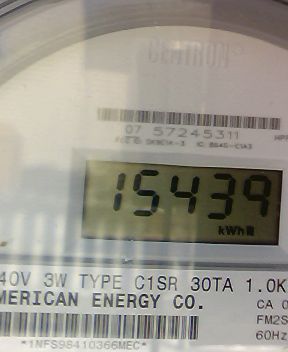 CENTRON®
07 57245311
15439
kWh
40V 3W TYPE C1SR 30TA 1.0K
MERICAN ENERGY CO.
CA 0
FM2S
60Hz
*1NFS98410366MEC*